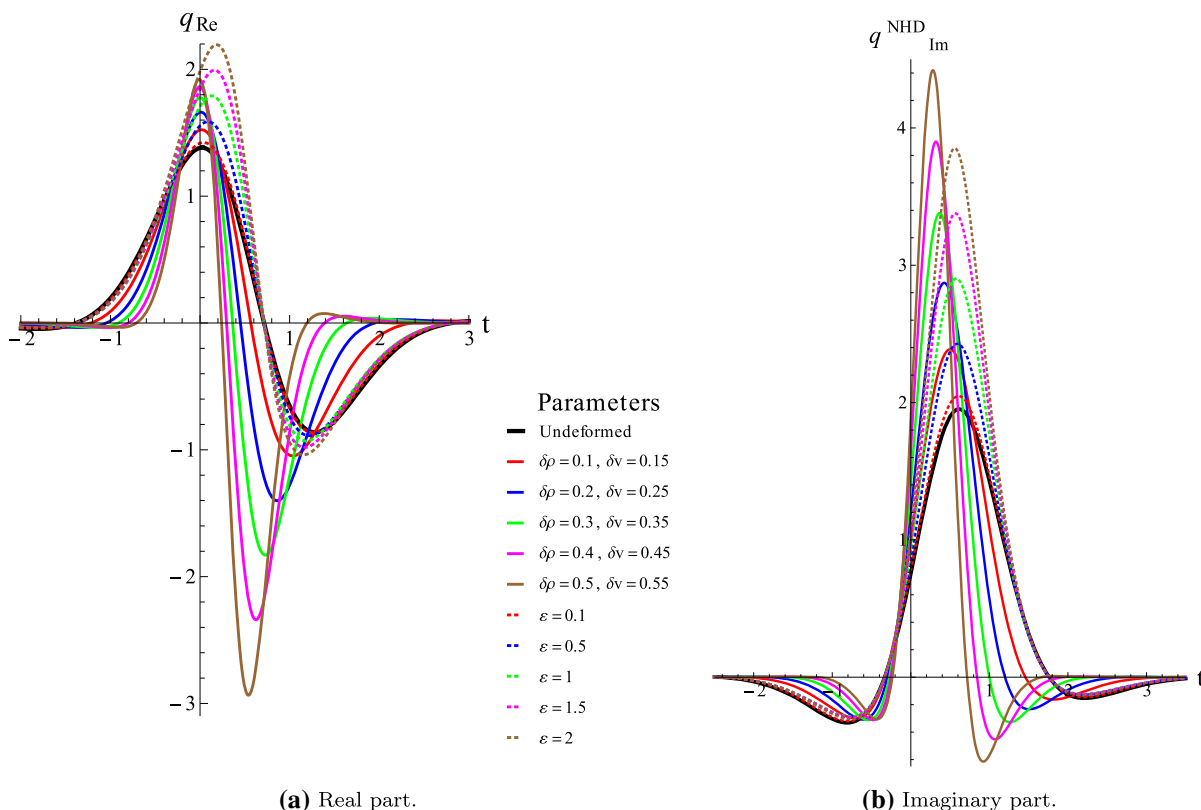 q Re
2
1
-2
-1
1
2
3
t
-1
-2
-3
q NHD Im
4
3
2
1
-2
-1
1
2
3
t
Parameters
Undeformed
δρ = 0.1 , δv = 0.15
δρ = 0.2 , δv = 0.25
δρ = 0.3 , δv = 0.35
δρ = 0.4 , δv = 0.45
δρ = 0.5 , δv = 0.55
ε = 0.1
ε = 0.5
ε = 1
ε = 1.5
ε = 2
(a) Real part.
(b) Imaginary part.